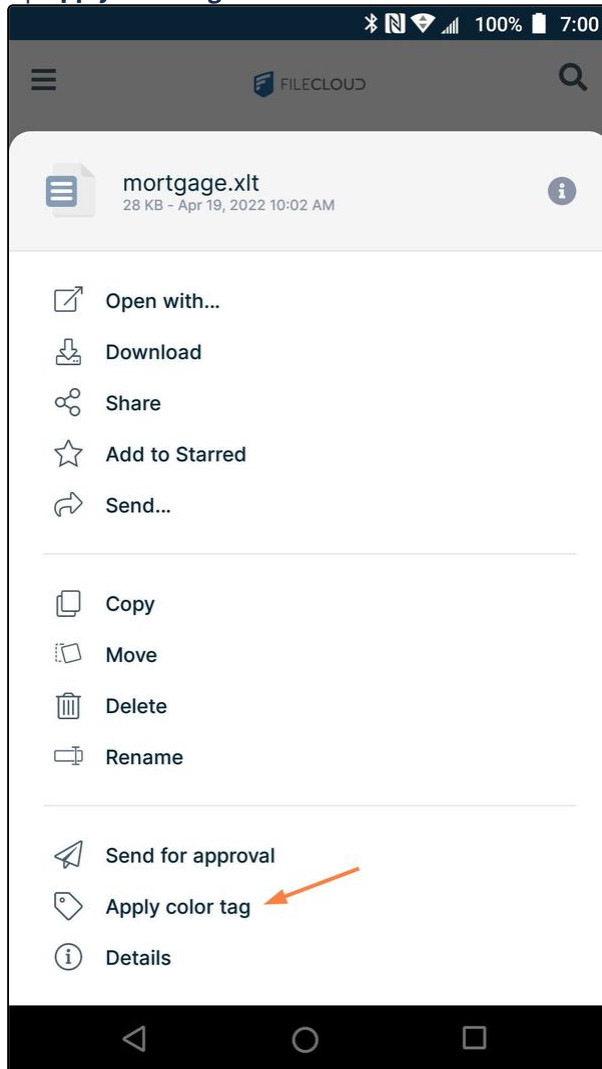 100% 7:00
FILECLOUD
mortgage.xlt
28 KB - Apr 19, 2022 10:02 AM
Open with...
Download
Share
Add to Starred
Send...
Copy
Move
Delete
Rename
Send for approval
Apply color tag
Details